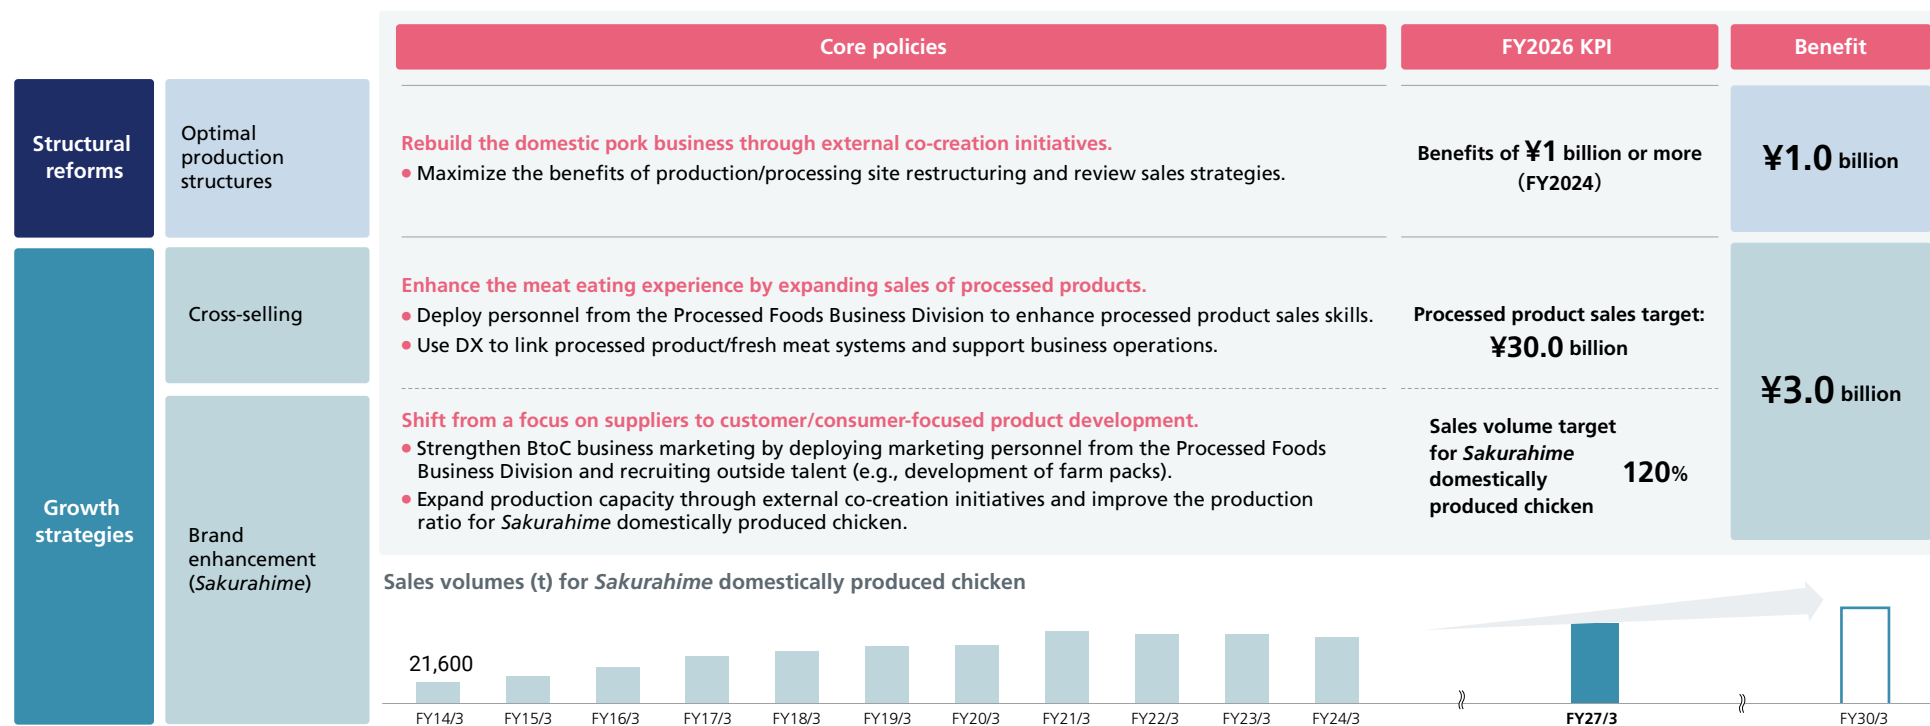 Core policies
FY2026 KPI
Benefit
Structural
reforms
Optimal
production
structures
Rebuild the domestic pork business through external co-creation initiatives.
● Maximize the benefits of production/processing site restructuring and review sales strategies.
Benefits of ¥1 billion or more
(FY2024)
¥1.0 billion
Growth
strategies
Cross-selling
Enhance the meat eating experience by expanding sales of processed products.
● Deploy personnel from the Processed Foods Business Division to enhance processed product sales skills.
● Use DX to link processed product/fresh meat systems and support business operations.
Processed product sales target:
¥30.0 billion
¥3.0 billion
Brand
enhancement
(Sakurahime)
Shift from a focus on suppliers to customer/consumer-focused product development.
● Strengthen BtoC business marketing by deploying marketing personnel from the Processed Foods
Business Division and recruiting outside talent (e.g., development of farm packs).
● Expand production capacity through external co-creation initiatives and improve the production
ratio for Sakurahime domestically produced chicken.
Sales volume target
for Sakurahime
domestically
produced chicken
120%
Sales volumes (t) for Sakurahime domestically produced chicken
21,600
FY14/3 FY15/3 FY16/3 FY17/3 FY18/3 FY19/3 FY20/3 FY21/3 FY22/3 FY23/3 FY24/3 FY27/3 FY30/3